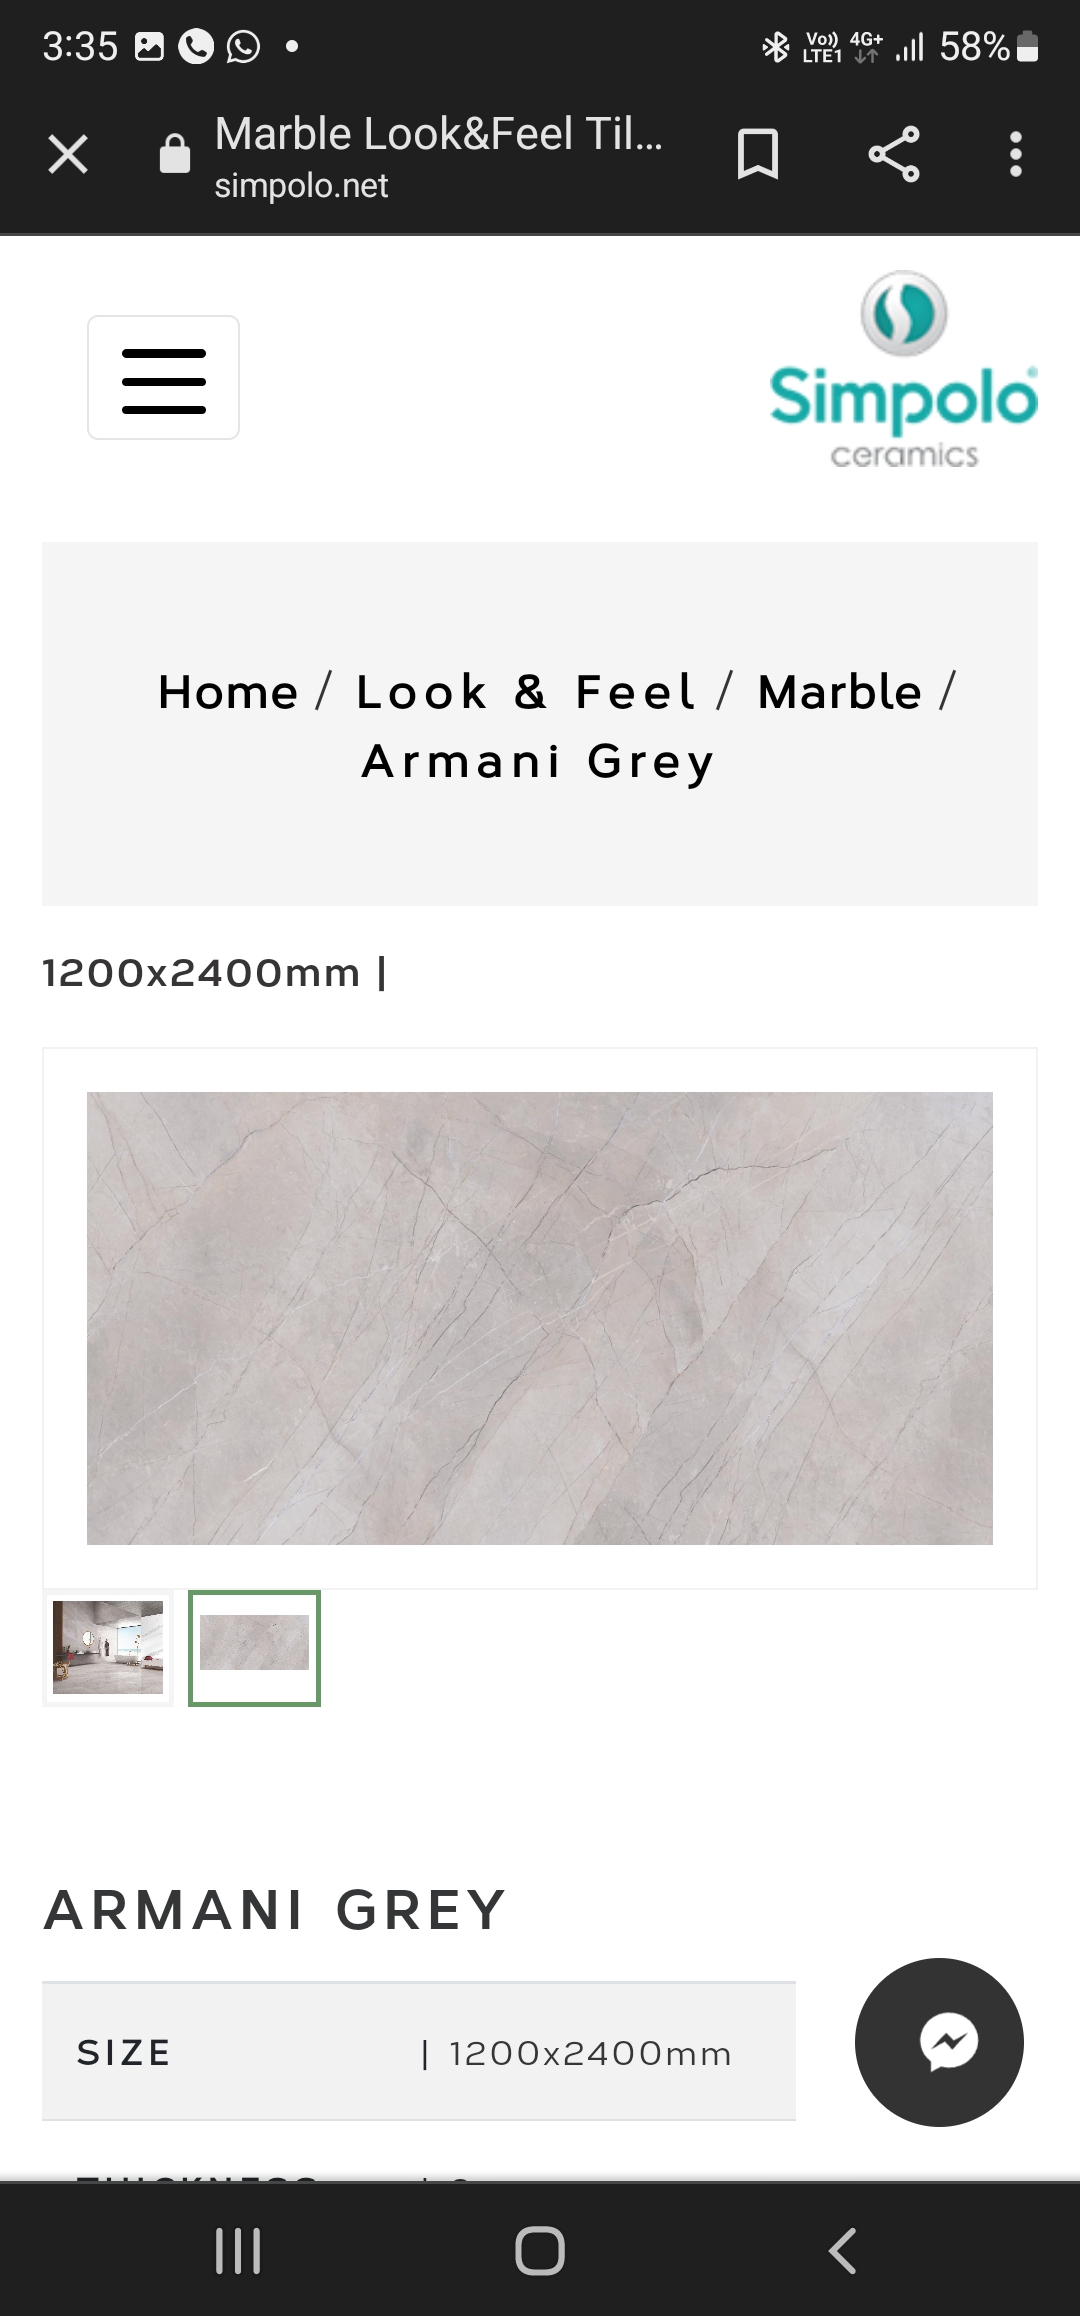 3:35
Vo)) LTE1 4G+ 58%
Marble Look&Feel Til...
simpolo.net
Simpolo
ceramics
Home / Look & Feel / Marble /
Armani Grey
1200x2400mm |
ARMANI GREY
SIZE | 1200x2400mm
THICKNESS |